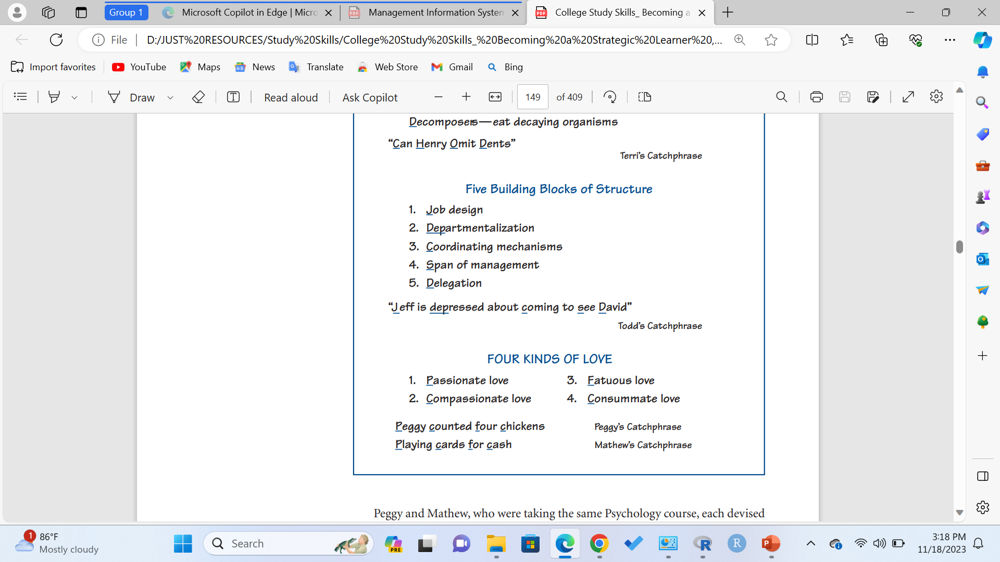 Group 1
Microsoft Copilot in Edge | Micro
Management Information System
College Study Skills_ Becoming a
File
D:/JUST%20RESOURCES/Study%20Skills/College%20Study%20Skills_%20Becoming%20a%20Strategic%20Learner%20,...
Import favorites
YouTube
Maps
News
Translate
Web Store
Gmail
Bing
Draw
Read aloud
Ask Copilot
149
of 409
Decomposers—eat decaying organisms
“Can Henry Omit Dents”
Terri’s Catchphrase
Five Building Blocks of Structure
1. Job design
2. Departmentalization
3. Coordinating mechanisms
4. Span of management
5. Delegation
“Jeff is depressed about coming to see David”
Todd’s Catchphrase
FOUR KINDS OF LOVE
1. Passionate love 3. Fatuous love
2. Compassionate love 4. Consummate love
Peggy counted four chickens Peggy’s Catchphrase
Playing cards for cash Mathew’s Catchphrase
Peggy and Mathew, who were taking the same Psychology course, each devised
1
86°F
Mostly cloudy
Search
PRE
3:18 PM
11/18/2023